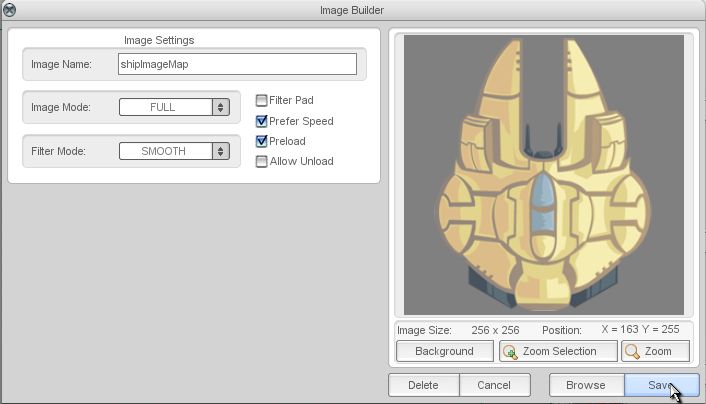 Image Builder
Image Settings
Image Name: shipImageMap
Image Mode: FULL
Filter Pad
Prefer Speed
Filter Mode: SMOOTH
Preload
Allow Unload
Image Size: 256 x 256 Position: X = 163 Y = 255
Background Zoom Selection Zoom
Delete Cancel Browse Save